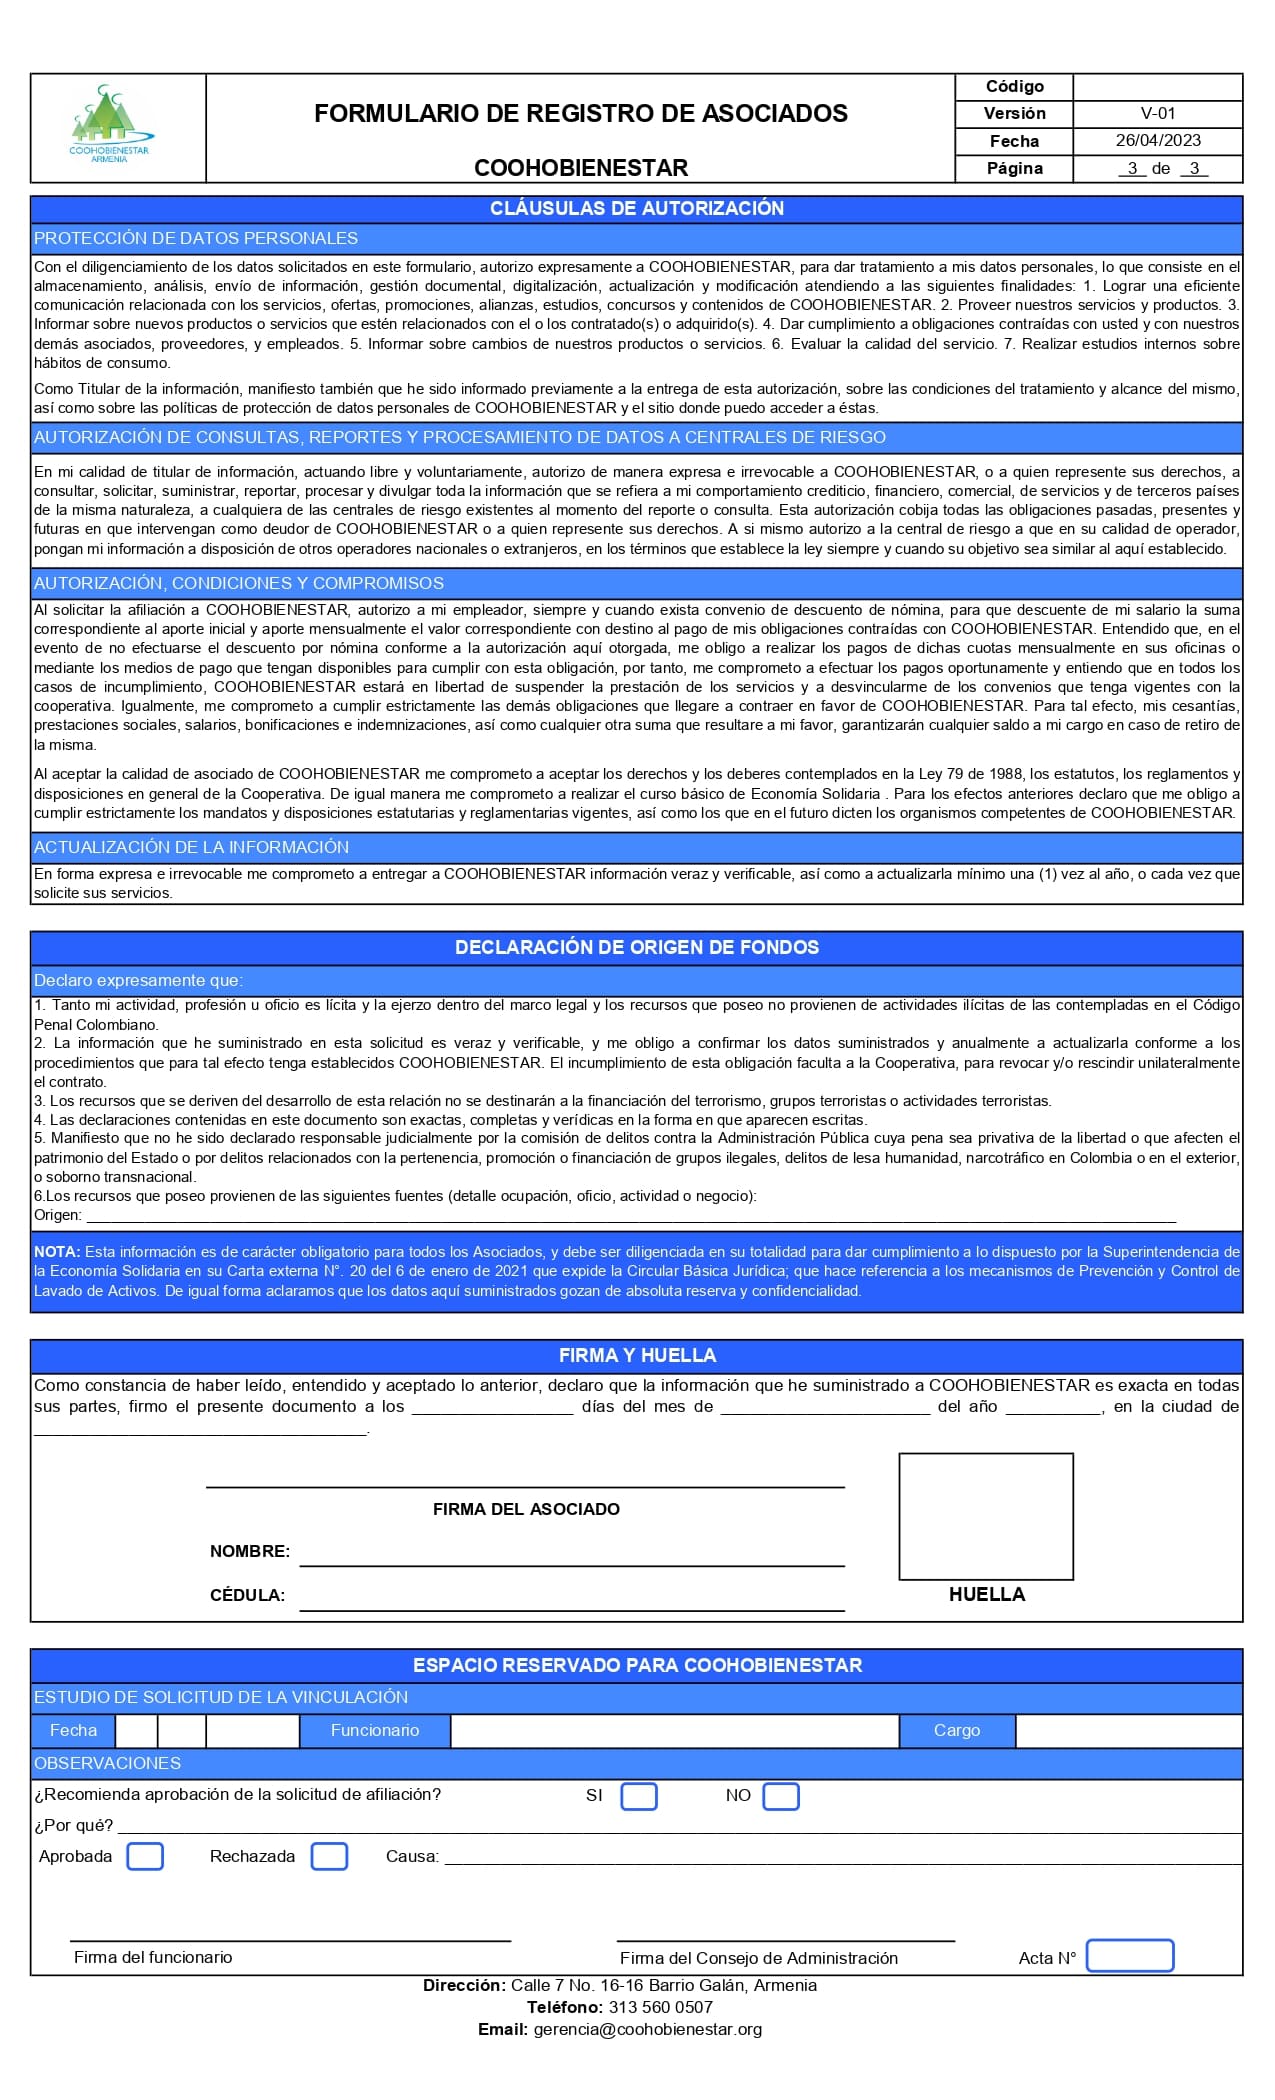 COOHOBIENESTAR
ARMENIA
FORMULARIO DE REGISTRO DE ASOCIADOS
COOHOBIENESTAR
Código
Versión V-01
Fecha 26/04/2023
Página _3_ de _3_
CLÁUSULAS DE AUTORIZACIÓN
PROTECCIÓN DE DATOS PERSONALES
Con el diligenciamiento de los datos solicitados en este formulario, autorizo expresamente a COOHOBIENESTAR, para dar tratamiento a mis datos personales, lo que consiste en el
almacenamiento, análisis, envío de información, gestión documental, digitalización, actualización y modificación atendiendo a las siguientes finalidades: 1. Lograr una eficiente
comunicación relacionada con los servicios, ofertas, promociones, alianzas, estudios, concursos y contenidos de COOHOBIENESTAR. 2. Proveer nuestros servicios y productos. 3.
Informar sobre nuevos productos o servicios que estén relacionados con el o los contratado(s) o adquirido(s). 4. Dar cumplimiento a obligaciones contraídas con usted y con nuestros
demás asociados, proveedores, y empleados. 5. Informar sobre cambios de nuestros productos o servicios. 6. Evaluar la calidad del servicio. 7. Realizar estudios internos sobre
hábitos de consumo.
Como Titular de la información, manifiesto también que he sido informado previamente a la entrega de esta autorización, sobre las condiciones del tratamiento y alcance del mismo,
así como sobre las políticas de protección de datos personales de COOHOBIENESTAR y el sitio donde puedo acceder a éstas.
AUTORIZACIÓN DE CONSULTAS, REPORTES Y PROCESAMIENTO DE DATOS A CENTRALES DE RIESGO
En mi calidad de titular de información, actuando libre y voluntariamente, autorizo de manera expresa e irrevocable a COOHOBIENESTAR, o a quien represente sus derechos, a
consultar, solicitar, suministrar, reportar, procesar y divulgar toda la información que se refiera a mi comportamiento crediticio, financiero, comercial, de servicios y de terceros países
de la misma naturaleza, a cualquiera de las centrales de riesgo existentes al momento del reporte o consulta. Esta autorización cobija todas las obligaciones pasadas, presentes y
futuras en que intervengan como deudor de COOHOBIENESTAR o a quien represente sus derechos. A si mismo autorizo a la central de riesgo a que en su calidad de operador,
pongan mi información a disposición de otros operadores nacionales o extranjeros, en los términos que establece la ley siempre y cuando su objetivo sea similar al aquí establecido.
AUTORIZACIÓN, CONDICIONES Y COMPROMISOS
Al solicitar la afiliación a COOHOBIENESTAR, autorizo a mi empleador, siempre y cuando exista convenio de descuento de nómina, para que descuente de mi salario la suma
correspondiente al aporte inicial y aporte mensualmente el valor correspondiente con destino al pago de mis obligaciones contraídas con COOHOBIENESTAR. Entendido que, en el
evento de no efectuarse el descuento por nómina conforme a la autorización aquí otorgada, me obligo a realizar los pagos de dichas cuotas mensualmente en sus oficinas o
mediante los medios de pago que tengan disponibles para cumplir con esta obligación, por tanto, me comprometo a efectuar los pagos oportunamente y entiendo que en todos los
casos de incumplimiento, COOHOBIENESTAR estará en libertad de suspender la prestación de los servicios y a desvincularme de los convenios que tenga vigentes con la
cooperativa. Igualmente, me comprometo a cumplir estrictamente las demás obligaciones que llegare a contraer en favor de COOHOBIENESTAR. Para tal efecto, mis cesantías,
prestaciones sociales, salarios, bonificaciones e indemnizaciones, así como cualquier otra suma que resultare a mi favor, garantizarán cualquier saldo a mi cargo en caso de retiro de
la misma.
Al aceptar la calidad de asociado de COOHOBIENESTAR me comprometo a aceptar los derechos y los deberes contemplados en la Ley 79 de 1988, los estatutos, los reglamentos y
disposiciones en general de la Cooperativa. De igual manera me comprometo a realizar el curso básico de Economía Solidaria . Para los efectos anteriores declaro que me obligo a
cumplir estrictamente los mandatos y disposiciones estatutarias y reglamentarias vigentes, así como los que en el futuro dicten los organismos competentes de COOHOBIENESTAR.
ACTUALIZACIÓN DE LA INFORMACIÓN
En forma expresa e irrevocable me comprometo a entregar a COOHOBIENESTAR información veraz y verificable, así como a actualizarla mínimo una (1) vez al año, o cada vez que
solicite sus servicios.
DECLARACIÓN DE ORIGEN DE FONDOS
Declaro expresamente que:
1. Tanto mi actividad, profesión u oficio es lícita y la ejerzo dentro del marco legal y los recursos que poseo no provienen de actividades ilícitas de las contempladas en el Código
Penal Colombiano.
2. La información que he suministrado en esta solicitud es veraz y verificable, y me obligo a confirmar los datos suministrados y anualmente a actualizarla conforme a los
procedimientos que para tal efecto tenga establecidos COOHOBIENESTAR. El incumplimiento de esta obligación faculta a la Cooperativa, para revocar y/o rescindir unilateralmente
el contrato.
3. Los recursos que se deriven del desarrollo de esta relación no se destinarán a la financiación del terrorismo, grupos terroristas o actividades terroristas.
4. Las declaraciones contenidas en este documento son exactas, completas y verídicas en la forma en que aparecen escritas.
5. Manifiesto que no he sido declarado responsable judicialmente por la comisión de delitos contra la Administración Pública cuya pena sea privativa de la libertad o que afecten el
patrimonio del Estado o por delitos relacionados con la pertenencia, promoción o financiación de grupos ilegales, delitos de lesa humanidad, narcotráfico en Colombia o en el exterior,
o soborno transnacional.
6.Los recursos que poseo provienen de las siguientes fuentes (detalle ocupación, oficio, actividad o negocio):
Origen: ____________________
NOTA: Esta información es de carácter obligatorio para todos los Asociados, y debe ser diligenciada en su totalidad para dar cumplimiento a lo dispuesto por la Superintendencia de
la Economía Solidaria en su Carta externa N°. 20 del 6 de enero de 2021 que expide la Circular Básica Jurídica; que hace referencia a los mecanismos de Prevención y Control de
Lavado de Activos. De igual forma aclaramos que los datos aquí suministrados gozan de absoluta reserva y confidencialidad.
FIRMA Y HUELLA
Como constancia de haber leído, entendido y aceptado lo anterior, declaro que la información que he suministrado a COOHOBIENESTAR es exacta en todas
sus partes, firmo el presente documento a los _________________ días del mes de ______________________ del año __________, en la ciudad de
___________________________________.
FIRMA DEL ASOCIADO
NOMBRE:
CÉDULA:
HUELLA
ESPACIO RESERVADO PARA COOHOBIENESTAR
ESTUDIO DE SOLICITUD DE LA VINCULACIÓN
Fecha Funcionario Cargo
OBSERVACIONES
¿Recomienda aprobación de la solicitud de afiliación? SI NO
¿Por qué? ____________________
Aprobada Rechazada Causa: ____________________
Firma del funcionario Firma del Consejo de Administración Acta N°
Dirección: Calle 7 No. 16-16 Barrio Galán, Armenia
Teléfono: 313 560 0507
Email: gerencia@coohobienestar.org